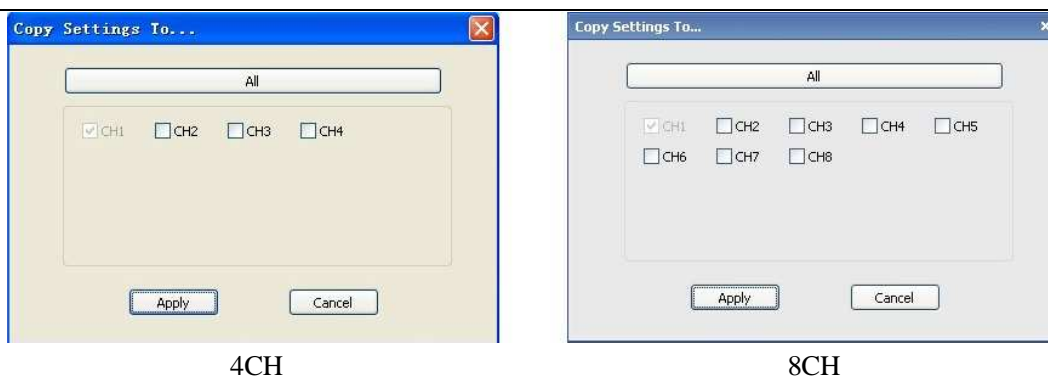 Copy Settings To...
All
CH1 CH2 CH3 CH4
Apply Cancel
4CH
Copy Settings To...
All
CH1 CH2 CH3 CH4 CH5
CH6 CH7 CH8
Apply Cancel
8CH